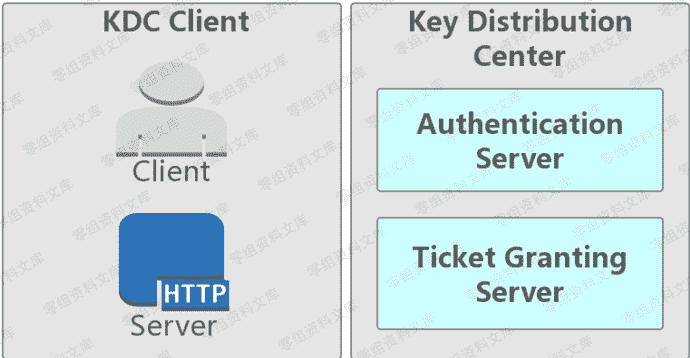 KDC Client
Client
HTTP
Server
Key Distribution
Center
Authentication
Server
Ticket Granting
Server
零组资料文库